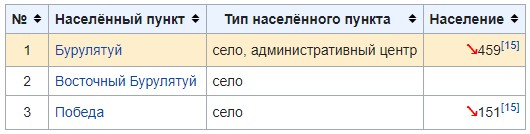 № Населённый пункт Тип населённого пункта Население
1 Бурулятуй село, административный центр ↘459[15]
2 Восточный Бурулятуй село
3 Победа село ↘151[15]